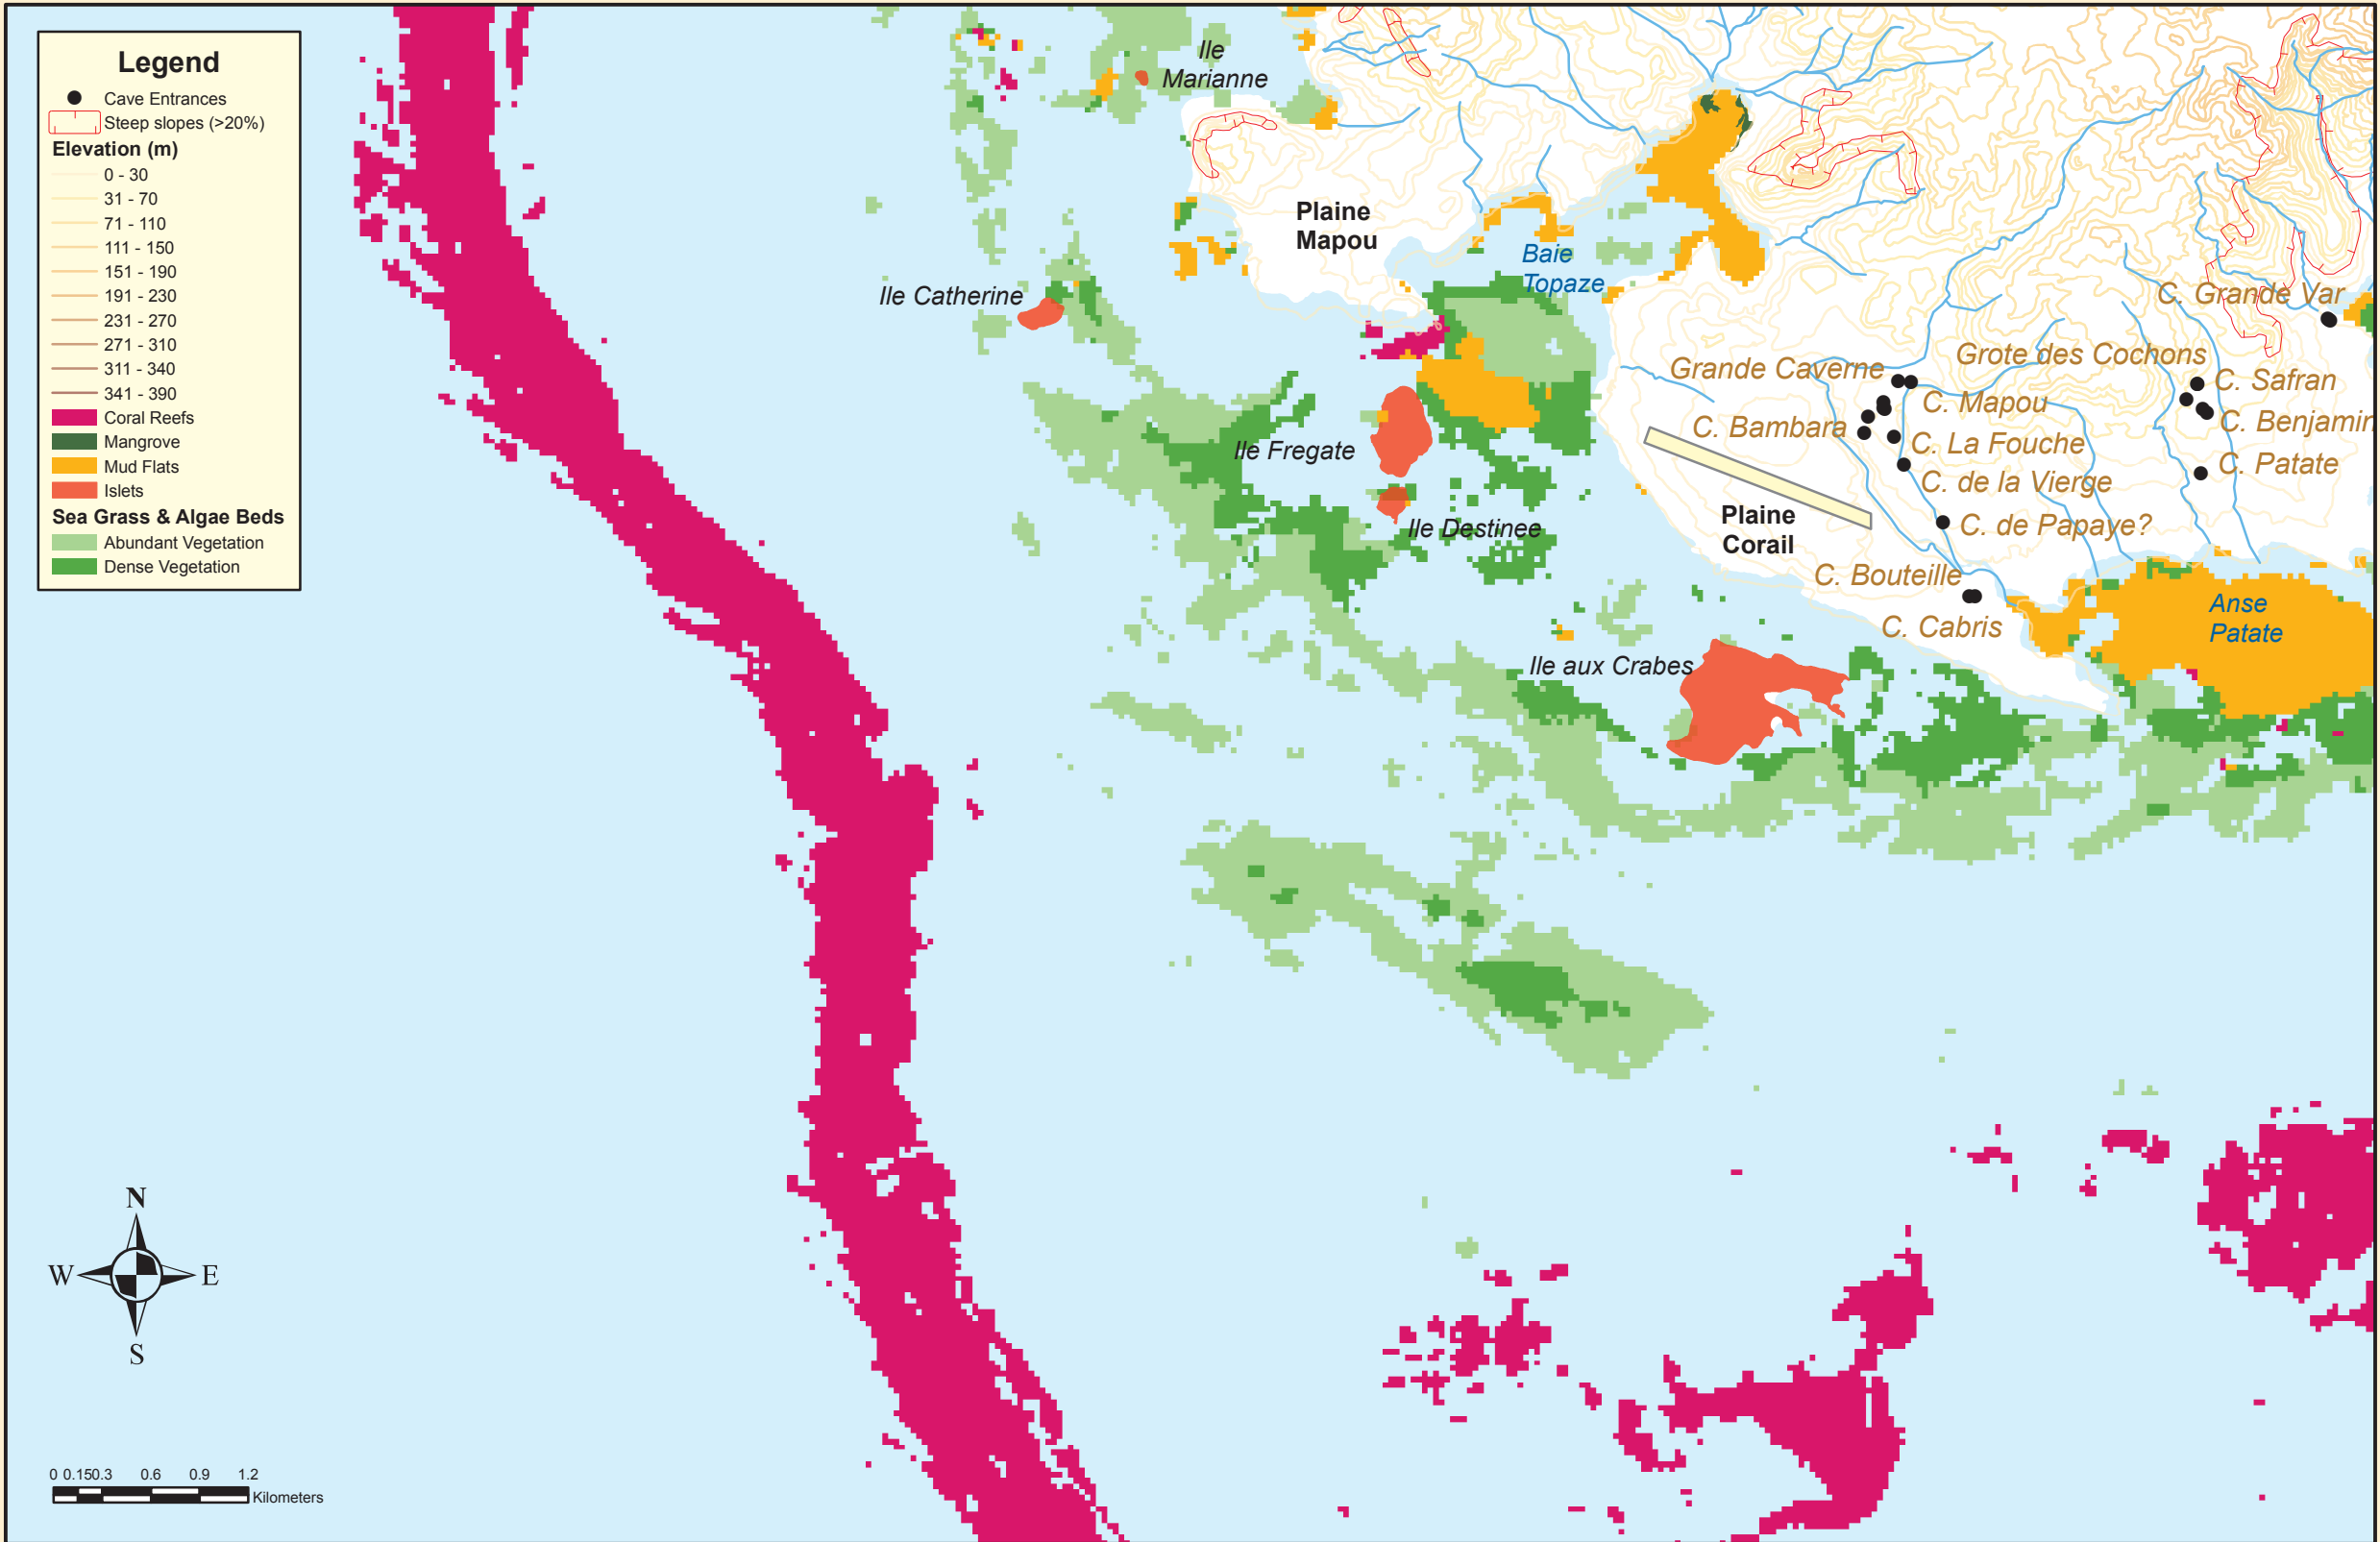 Legend
Cave Entrances
Steep slopes (>20%)
Elevation (m)
0 - 30
31 - 70
71 - 110
111 - 150
151 - 190
191 - 230
231 - 270
271 - 310
311 - 340
341 - 390
Coral Reefs
Mangrove
Mud Flats
Islets
Sea Grass & Algae Beds
Abundant Vegetation
Dense Vegetation
Ile
Marianne
Plaine
Mapou
Baie
Topaze
Ile Catherine
C. Grande Var
Grande Caverne
Grote des Cochons
C. Safran
C. Mapou
C. Benjamin
C. Bambara
C. La Fouche
Ile Fregate
C. Patate
C. de la Vierge
Plaine
Corail
Ile Destinee
C. de Papaye?
C. Bouteille
Anse
Patate
C. Cabris
Ile aux Crabes
N
W
E
S
0 0.15 0.3 0.6 0.9 1.2
Kilometers